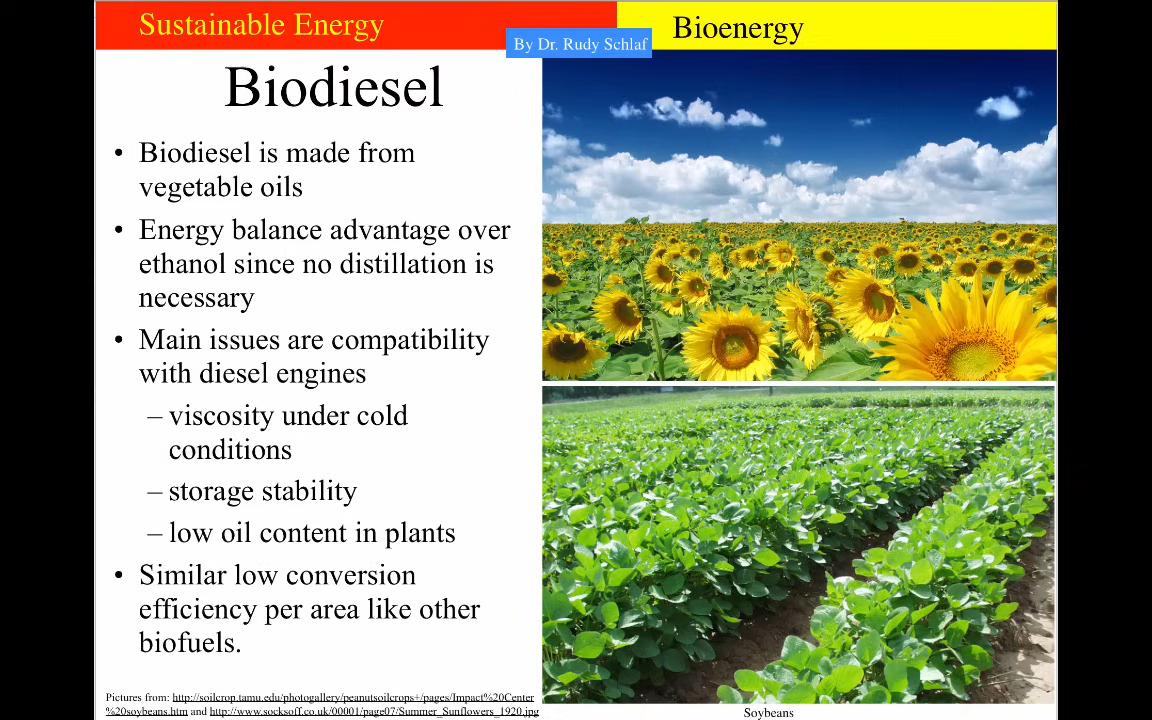 Sustainable Energy
Bioenergy
By Dr. Rudy Schlaf
Biodiesel
• Biodiesel is made from
vegetable oils
• Energy balance advantage over
ethanol since no distillation is
necessary
• Main issues are compatibility
with diesel engines
– viscosity under cold
conditions
– storage stability
– low oil content in plants
• Similar low conversion
efficiency per area like other
biofuels.
Pictures from: http://soilcrop.tamu.edu/photogallery/peanutsoilcrops+/pages/Impact%20Center
%20soybeans.htm and http://www.socksoff.co.uk/00001/page07/Summer_Sunflowers_1920.jpg
Soybeans